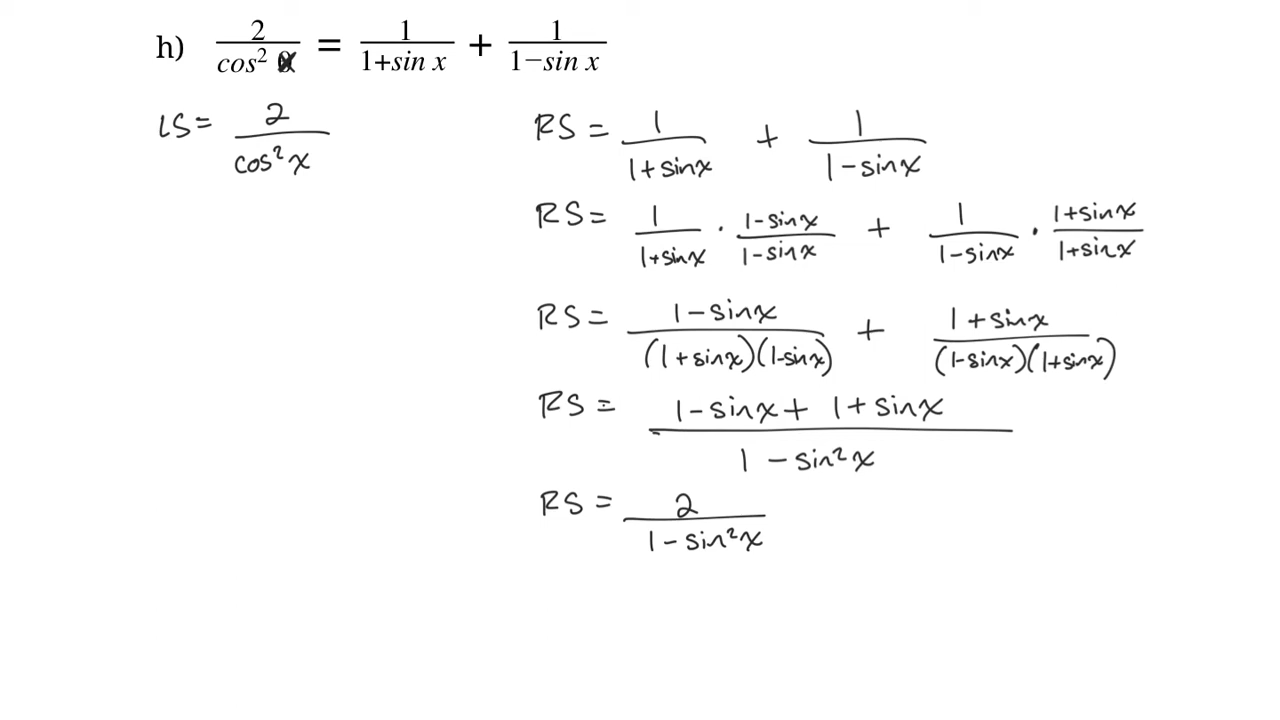 h) 2/cos² x = 1/(1+sin x) + 1/(1−sin x)
LS = 2/cos²x
RS = 1/(1+sinx) + 1/(1-sinx)
RS = 1/(1+sinx) · (1-sinx)/(1-sinx) + 1/(1-sinx) · (1+sinx)/(1+sinx)
RS = (1-sinx)/((1+sinx)(1-sinx)) + (1+sinx)/((1-sinx)(1+sinx))
RS = (1-sinx + 1+sinx)/(1-sin²x)
RS = 2/(1-sin²x)